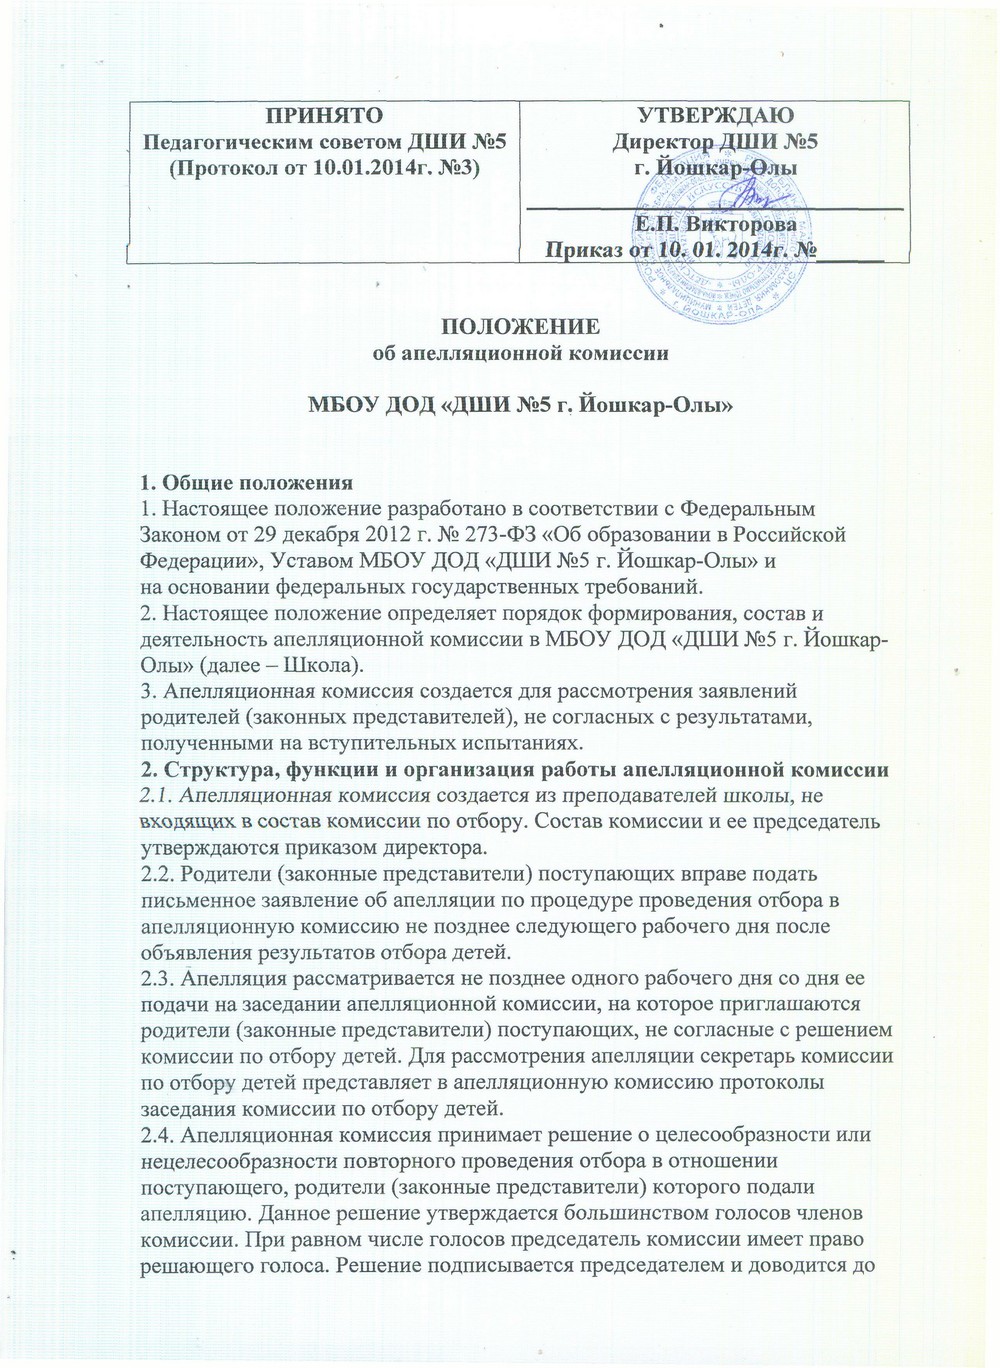 ПРИНЯТО
Педагогическим советом ДШИ №5
(Протокол от 10.01.2014г. №3)
УТВЕРЖДАЮ
Директор ДШИ №5
г. Йошкар-Олы
Е.П. Викторова
Приказ от 10. 01. 2014г. №______
г. ЙОШКАР-ОЛА
ПОЛОЖЕНИЕ
об апелляционной комиссии
МБОУ ДОД «ДШИ №5 г. Йошкар-Олы»
1. Общие положения
1. Настоящее положение разработано в соответствии с Федеральным
Законом от 29 декабря 2012 г. № 273-ФЗ «Об образовании в Российской
Федерации», Уставом МБОУ ДОД «ДШИ №5 г. Йошкар-Олы» и
на основании федеральных государственных требований.
2. Настоящее положение определяет порядок формирования, состав и
деятельность апелляционной комиссии в МБОУ ДОД «ДШИ №5 г. Йошкар-
Олы» (далее – Школа).
3. Апелляционная комиссия создается для рассмотрения заявлений
родителей (законных представителей), не согласных с результатами,
полученными на вступительных испытаниях.
2. Структура, функции и организация работы апелляционной комиссии
2.1. Апелляционная комиссия создается из преподавателей школы, не
входящих в состав комиссии по отбору. Состав комиссии и ее председатель
утверждаются приказом директора.
2.2. Родители (законные представители) поступающих вправе подать
письменное заявление об апелляции по процедуре проведения отбора в
апелляционную комиссию не позднее следующего рабочего дня после
объявления результатов отбора детей.
2.3. Апелляция рассматривается не позднее одного рабочего дня со дня ее
подачи на заседании апелляционной комиссии, на которое приглашаются
родители (законные представители) поступающих, не согласные с решением
комиссии по отбору детей. Для рассмотрения апелляции секретарь комиссии
по отбору детей представляет в апелляционную комиссию протоколы
заседания комиссии по отбору детей.
2.4. Апелляционная комиссия принимает решение о целесообразности или
нецелесообразности повторного проведения отбора в отношении
поступающего, родители (законные представители) которого подали
апелляцию. Данное решение утверждается большинством голосов членов
комиссии. При равном числе голосов председатель комиссии имеет право
решающего голоса. Решение подписывается председателем и доводится до